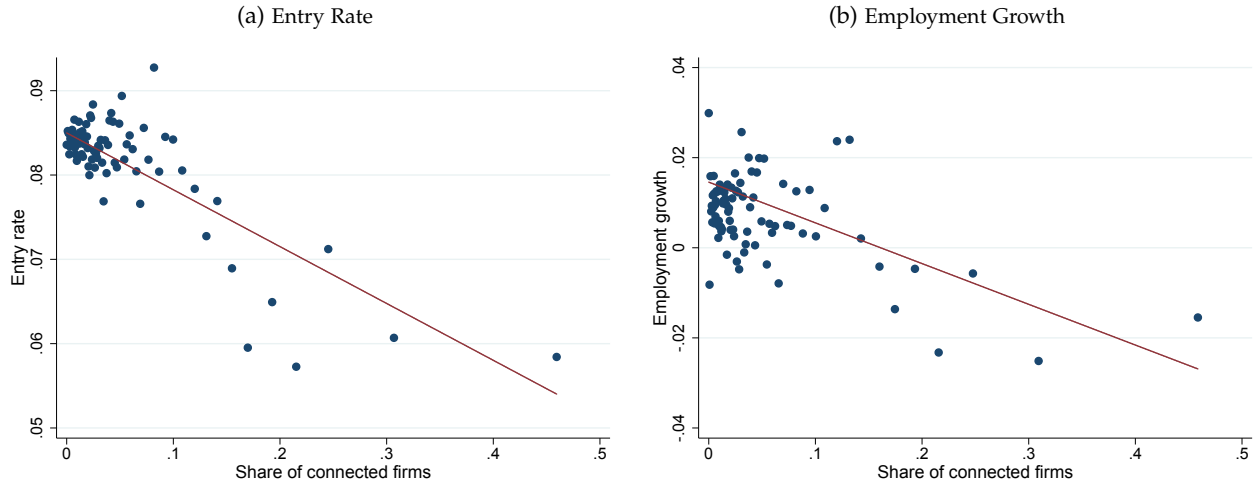 (a) Entry Rate
Entry rate
.09
.08
.07
.06
.05
0 .1 .2 .3 .4 .5
Share of connected firms
(b) Employment Growth
Employment growth
.04
.02
0
-.02
-.04
0 .1 .2 .3 .4 .5
Share of connected firms